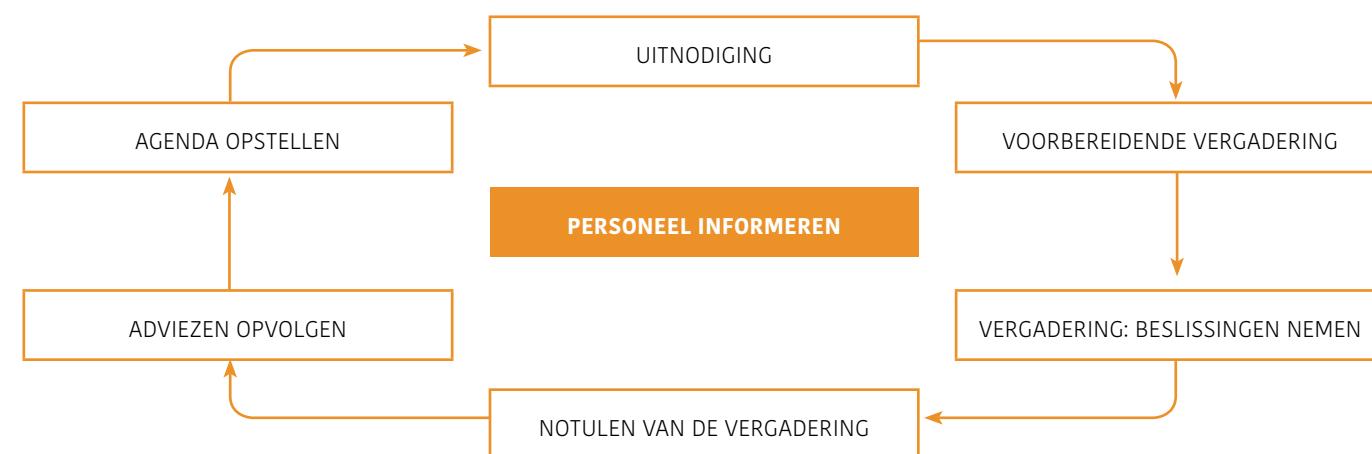 UITNODIGING
AGENDA OPSTELLEN
VOORBEREIDENDE VERGADERING
PERSONEEL INFORMEREN
ADVIEZEN OPVOLGEN
VERGADERING: BESLISSINGEN NEMEN
NOTULEN VAN DE VERGADERING